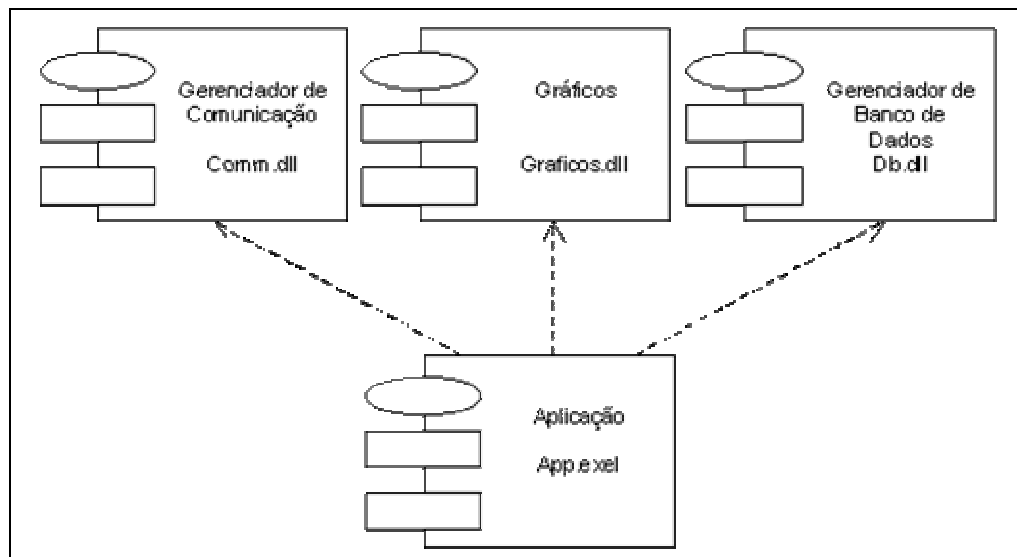 Gerenciador de
Comunicação
Comm.dll
Gráficos
Graficos.dll
Gerenciador de
Banco de
Dados
Db.dll
Aplicação
App.exel